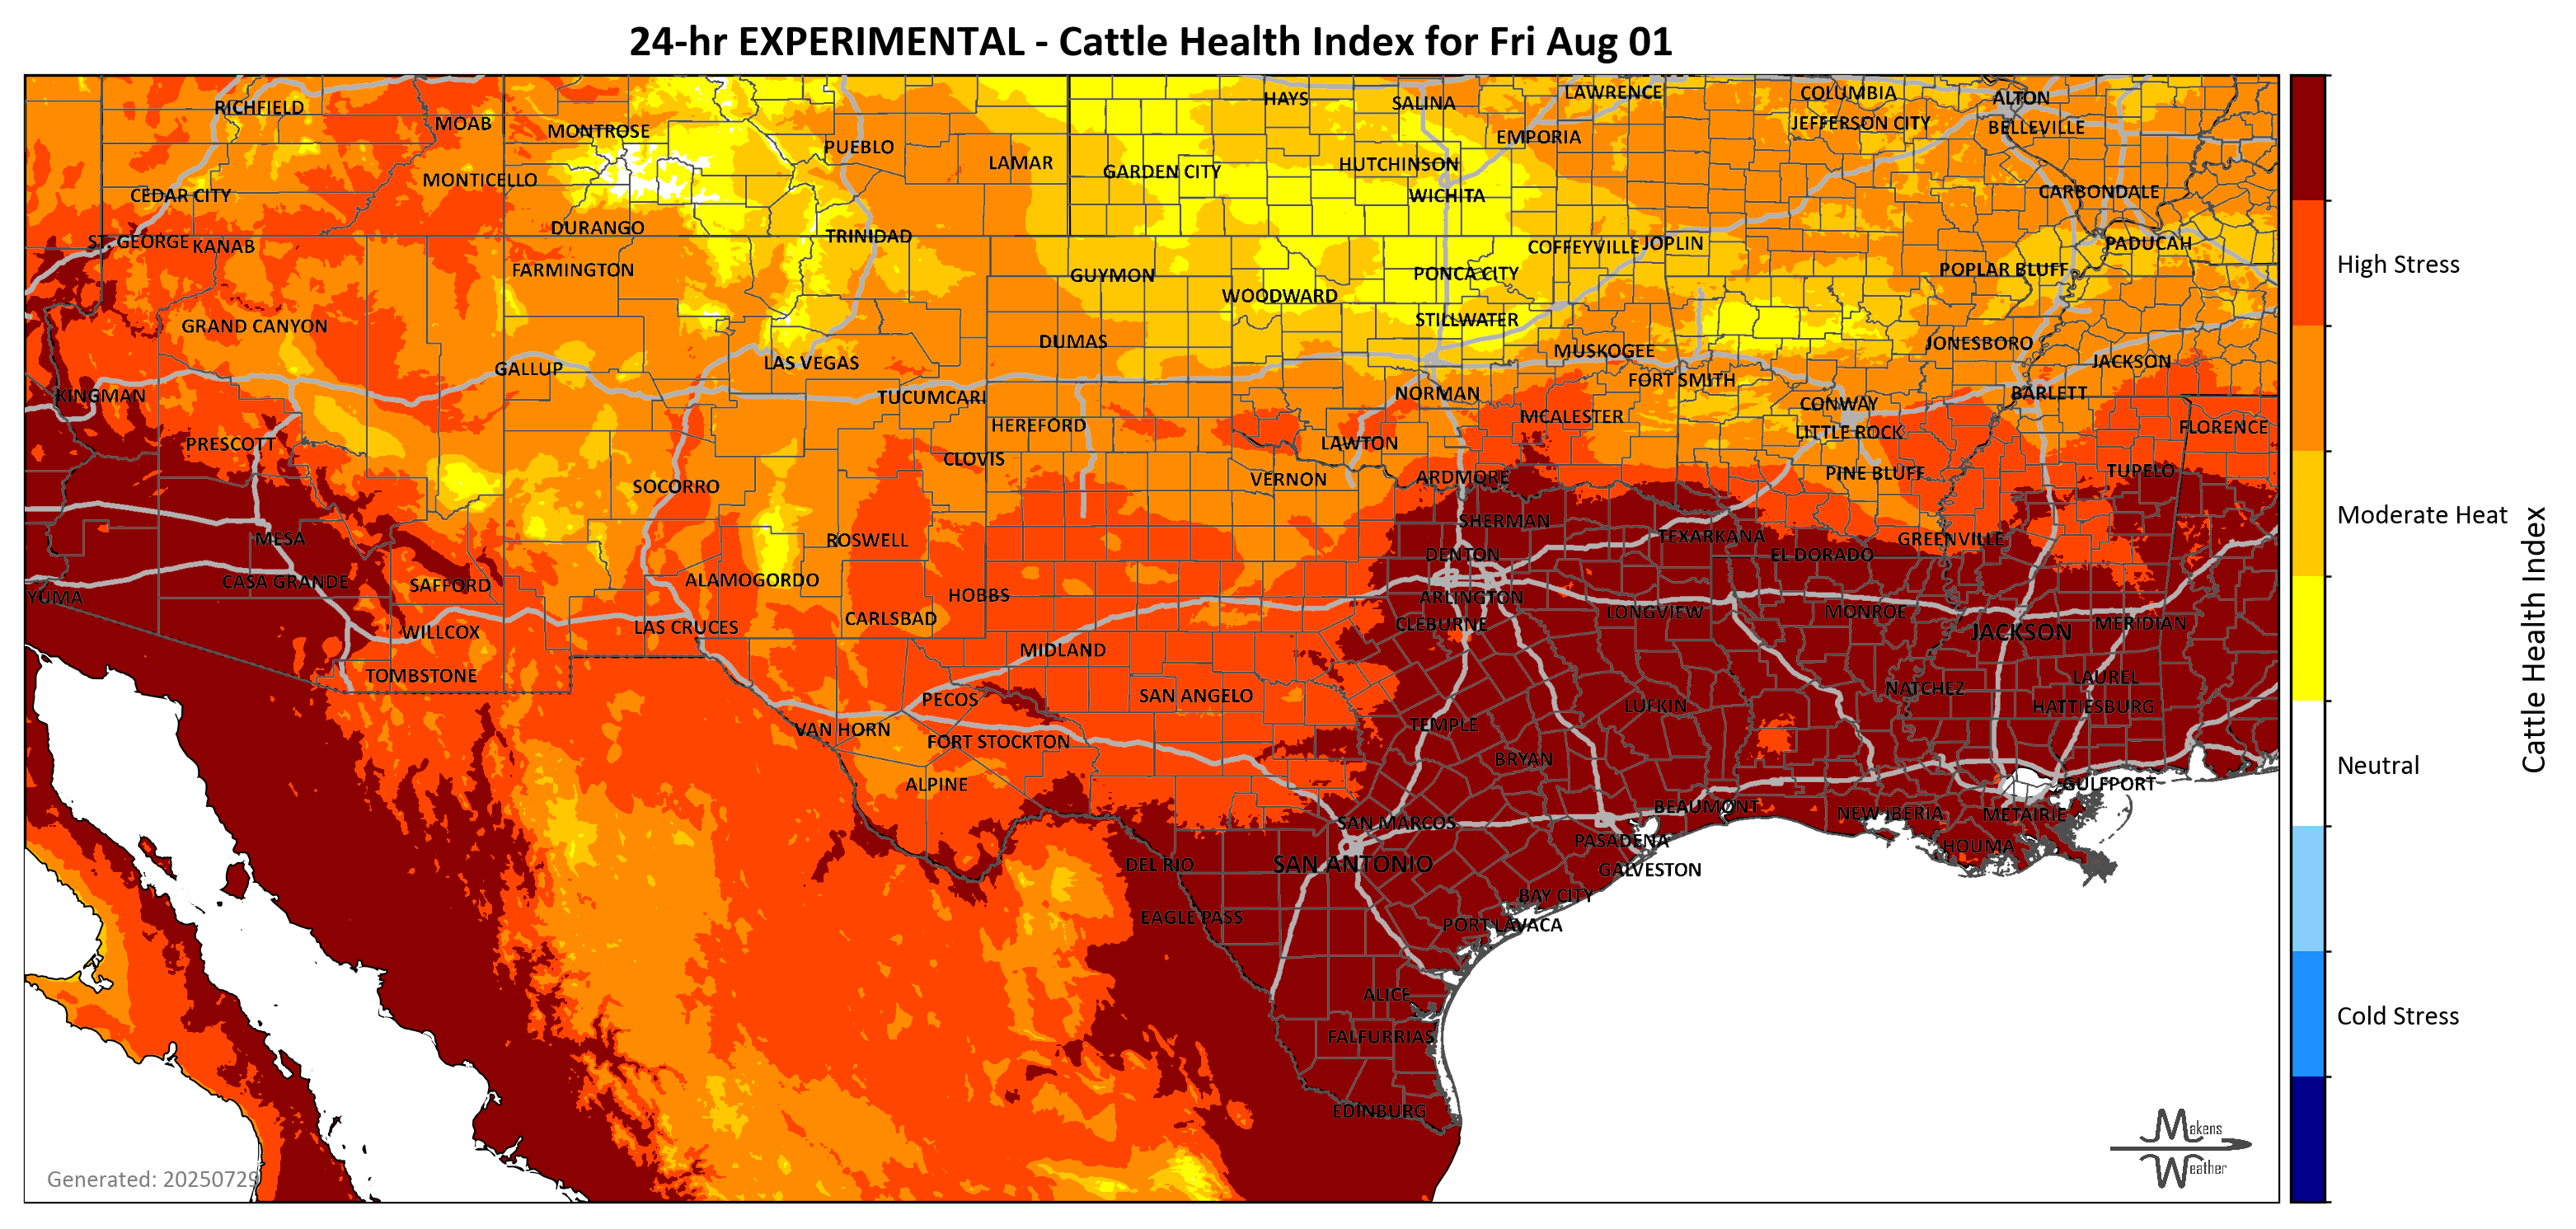 24-hr EXPERIMENTAL - Cattle Health Index for Fri Aug 01
RICHFIELD
MOAB
MONTROSE
PUEBLO
LAMAR
HAYS
SALINA
LAWRENCE
COLUMBIA
ALTON
EMPORIA
JEFFERSON CITY
BELLEVILLE
CEDAR CITY
MONTICELLO
GARDEN CITY
HUTCHINSON
WICHITA
CARBONDALE
ST. GEORGE
KANAB
DURANGO
TRINIDAD
COFFEYVILLE
JOPLIN
PADUCAH
FARMINGTON
GUYMON
WOODWARD
PONCA CITY
POPLAR BLUFF
GRAND CANYON
DUMAS
STILLWATER
MUSKOGEE
JONESBORO
JACKSON
GALLUP
LAS VEGAS
KINGMAN
TUCUMCARI
NORMAN
FORT SMITH
CONWAY
BARLETT
PRESCOTT
HEREFORD
LAWTON
MCALESTER
LITTLE ROCK
FLORENCE
SOCORRO
CLOVIS
VERNON
ARDMORE
PINE BLUFF
TUPELO
MESA
ROSWELL
SHERMAN
TEXARKANA
GREENVILLE
DENTON
EL DORADO
YUMA
CASA GRANDE
SAFFORD
ALAMOGORDO
HOBBS
ARLINGTON
LONGVIEW
MONROE
WILLCOX
LAS CRUCES
CARLSBAD
CLEBURNE
JACKSON
MERIDIAN
TOMBSTONE
MIDLAND
PECOS
SAN ANGELO
LUFKIN
NATCHEZ
LAUREL
HATTIESBURG
VAN HORN
FORT STOCKTON
TEMPLE
BRYAN
ALPINE
GULFPORT
SAN MARCOS
BEAUMONT
NEW IBERIA
METAIRIE
PASADENA
HOUMA
DEL RIO
SAN ANTONIO
GALVESTON
EAGLE PASS
BAY CITY
PORT LAVACA
ALICE
FALFURRIAS
EDINBURG
Generated: 20250729
Makens
Weather
High Stress
Moderate Heat
Neutral
Cold Stress
Cattle Health Index